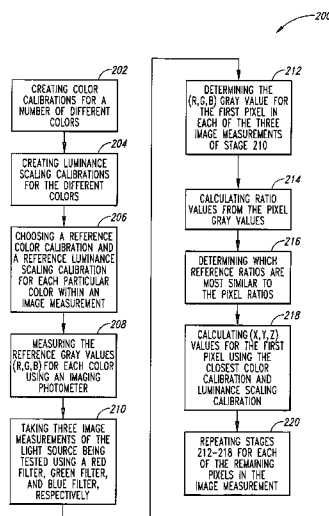 200
202
CREATING COLOR
CALIBRATIONS FOR A
NUMBER OF DIFFERENT
COLORS
204
CREATING LUMINANCE
SCALING CALIBRATIONS
FOR THE DIFFERENT
COLORS
206
CHOOSING A REFERENCE
COLOR CALIBRATION AND
A REFERENCE LUMINANCE
SCALING CALIBRATION
FOR EACH PARTICULAR
COLOR WITHIN AN
IMAGE MEASUREMENT
208
MEASURING THE
REFERENCE GRAY VALUES
(R,G,B) FOR EACH COLOR
USING AN IMAGING
PHOTOMETER
210
TAKING THREE IMAGE
MEASUREMENTS OF THE
LIGHT SOURCE BEING
TESTED USING A RED
FILTER, GREEN FILTER,
AND BLUE FILTER,
RESPECTIVELY
212
DETERMINING THE
(R,G,B) GRAY VALUE FOR
THE FIRST PIXEL IN
EACH OF THE THREE
IMAGE MEASUREMENTS
OF STAGE 210
214
CALCULATING RATIO
VALUES FROM THE PIXEL
GRAY VALUES
216
DETERMINING WHICH
REFERENCE RATIOS ARE
MOST SIMILAR TO THE
PIXEL RATIOS
218
CALCULATING (X,Y,Z)
VALUES FOR THE FIRST
PIXEL USING THE
CLOSEST COLOR
CALIBRATION AND
LUMINANCE SCALING
CALIBRATION
220
REPEATING STAGES
212-218 FOR EACH
OF THE REMAINING
PIXELS IN THE
IMAGE MEASUREMENT